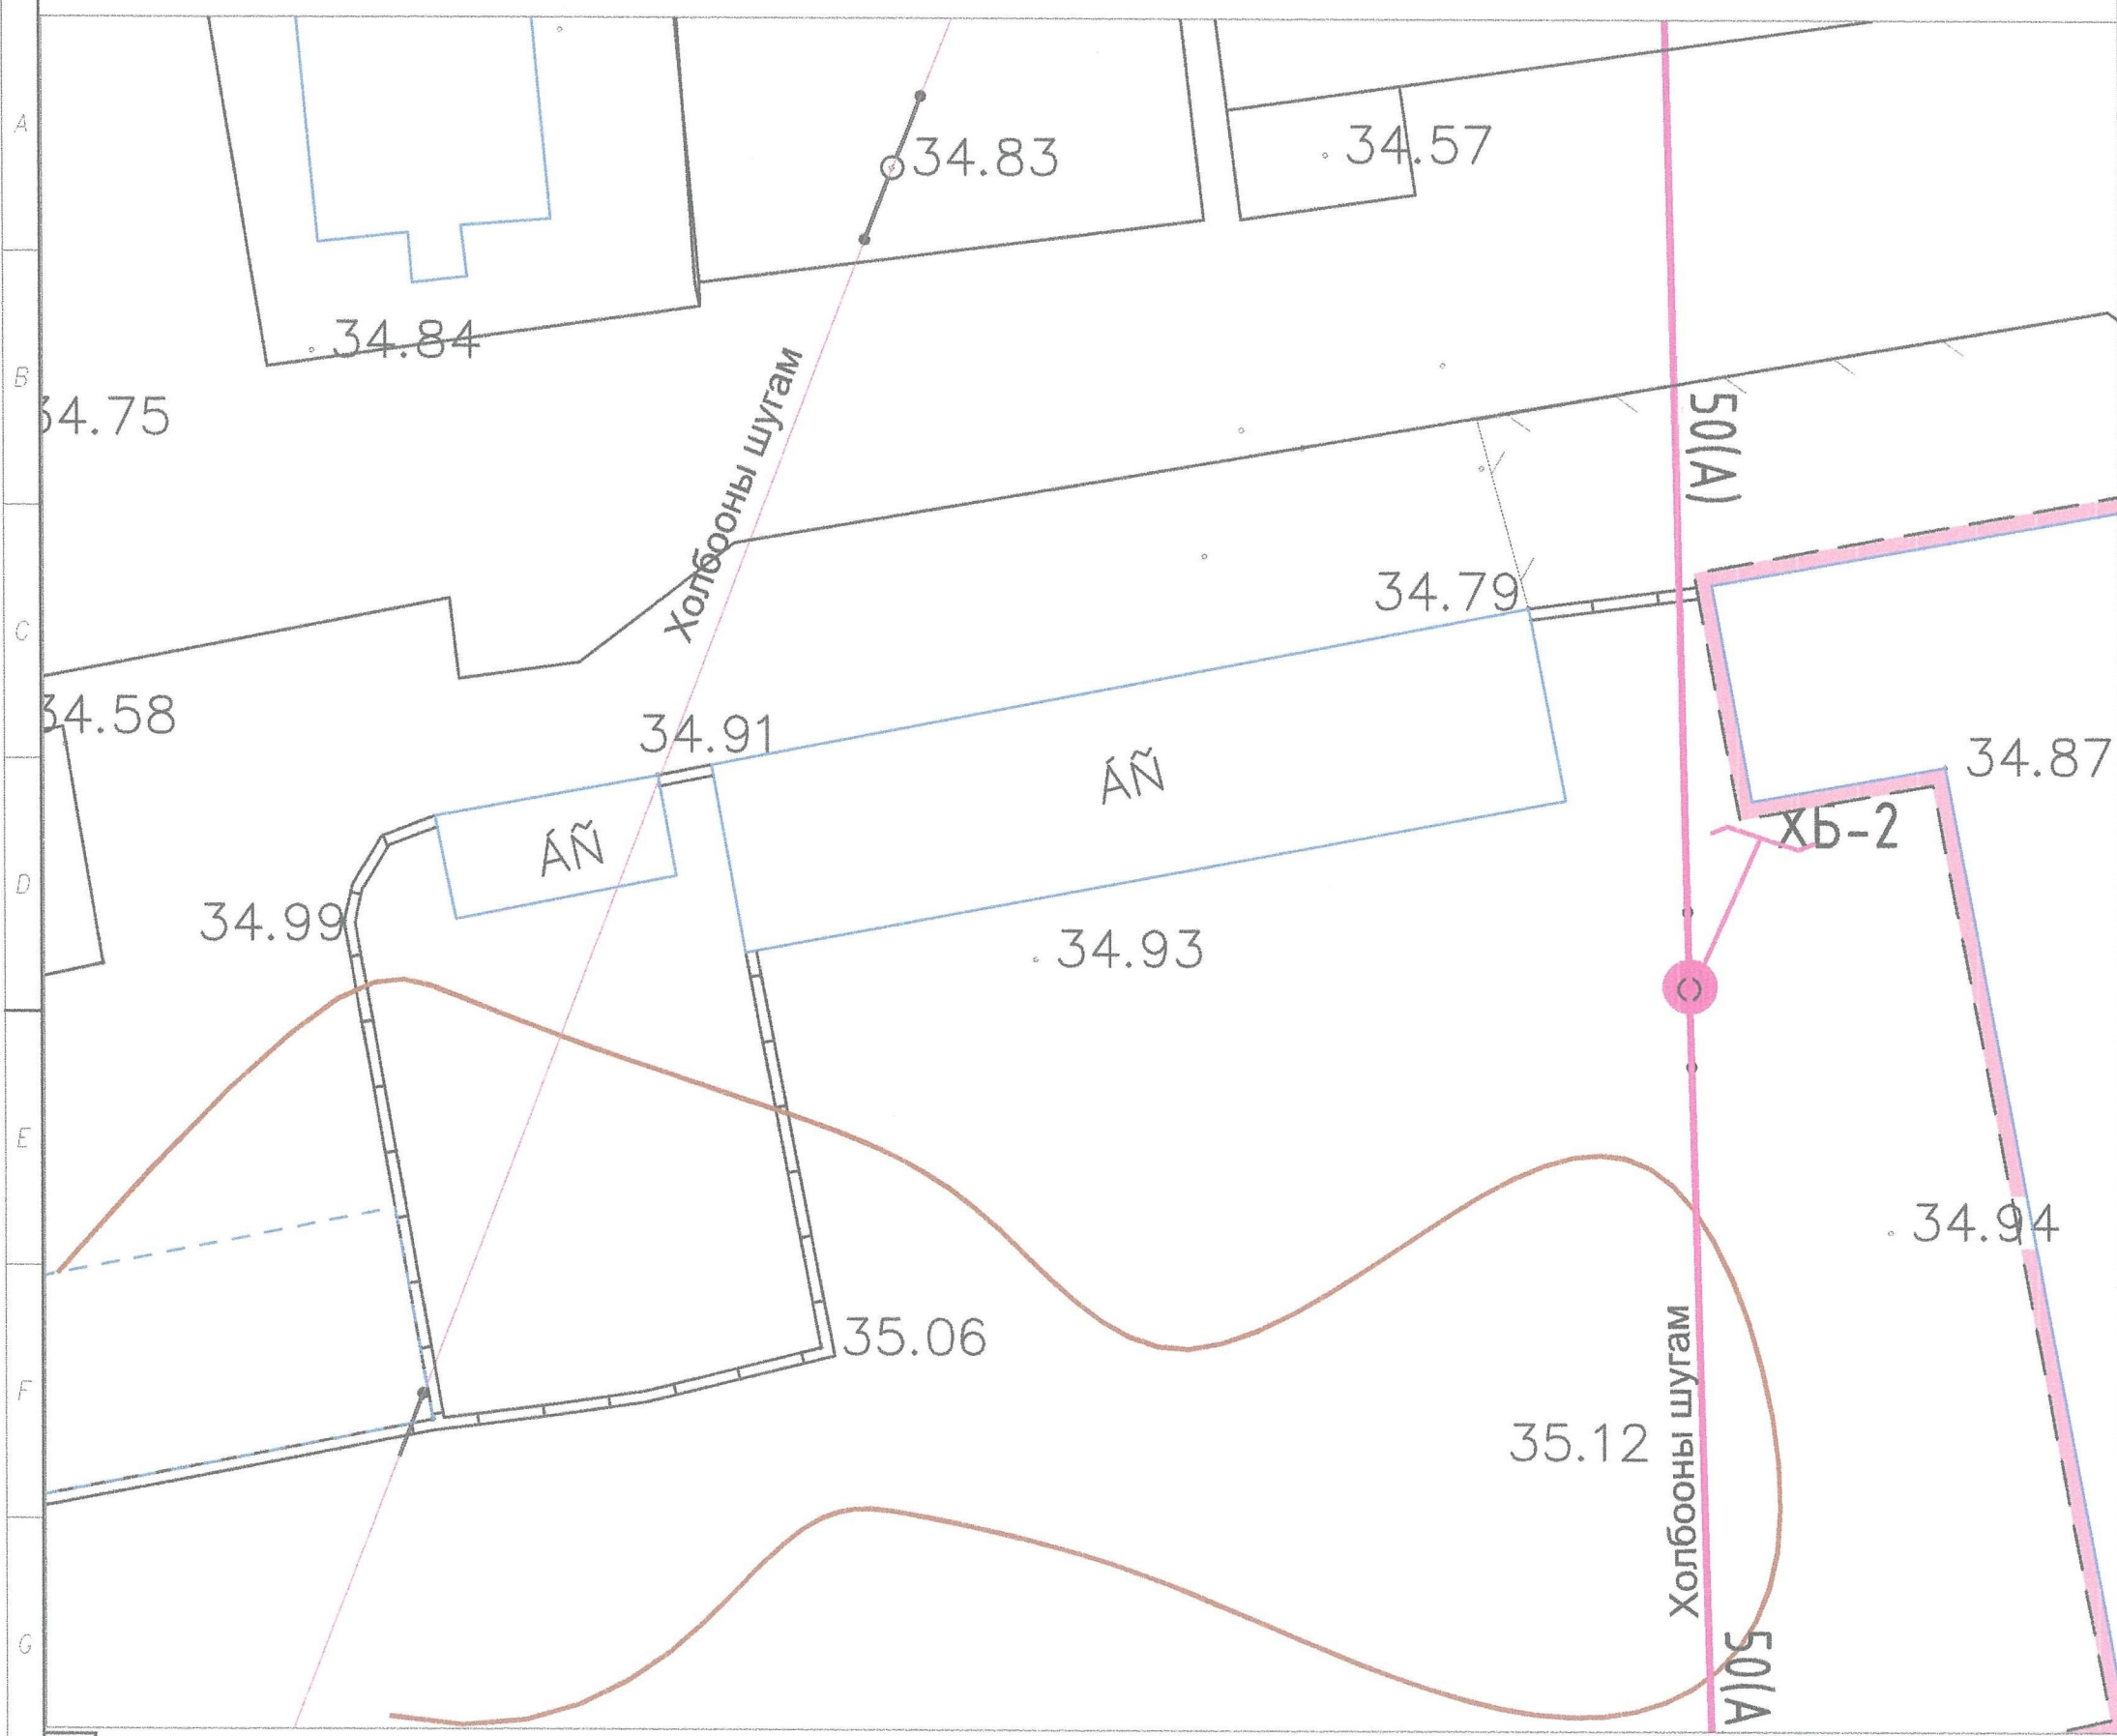 A
34.83
34.57
34.84
B
34.75
Холбооны шугам
50(А)
34.79
C
34.58
34.91
ÁÑ
34.87
ХБ-2
ÁÑ
D
34.99
34.93
E
34.94
35.06
F
35.12
Холбооны шугам
G
50(А